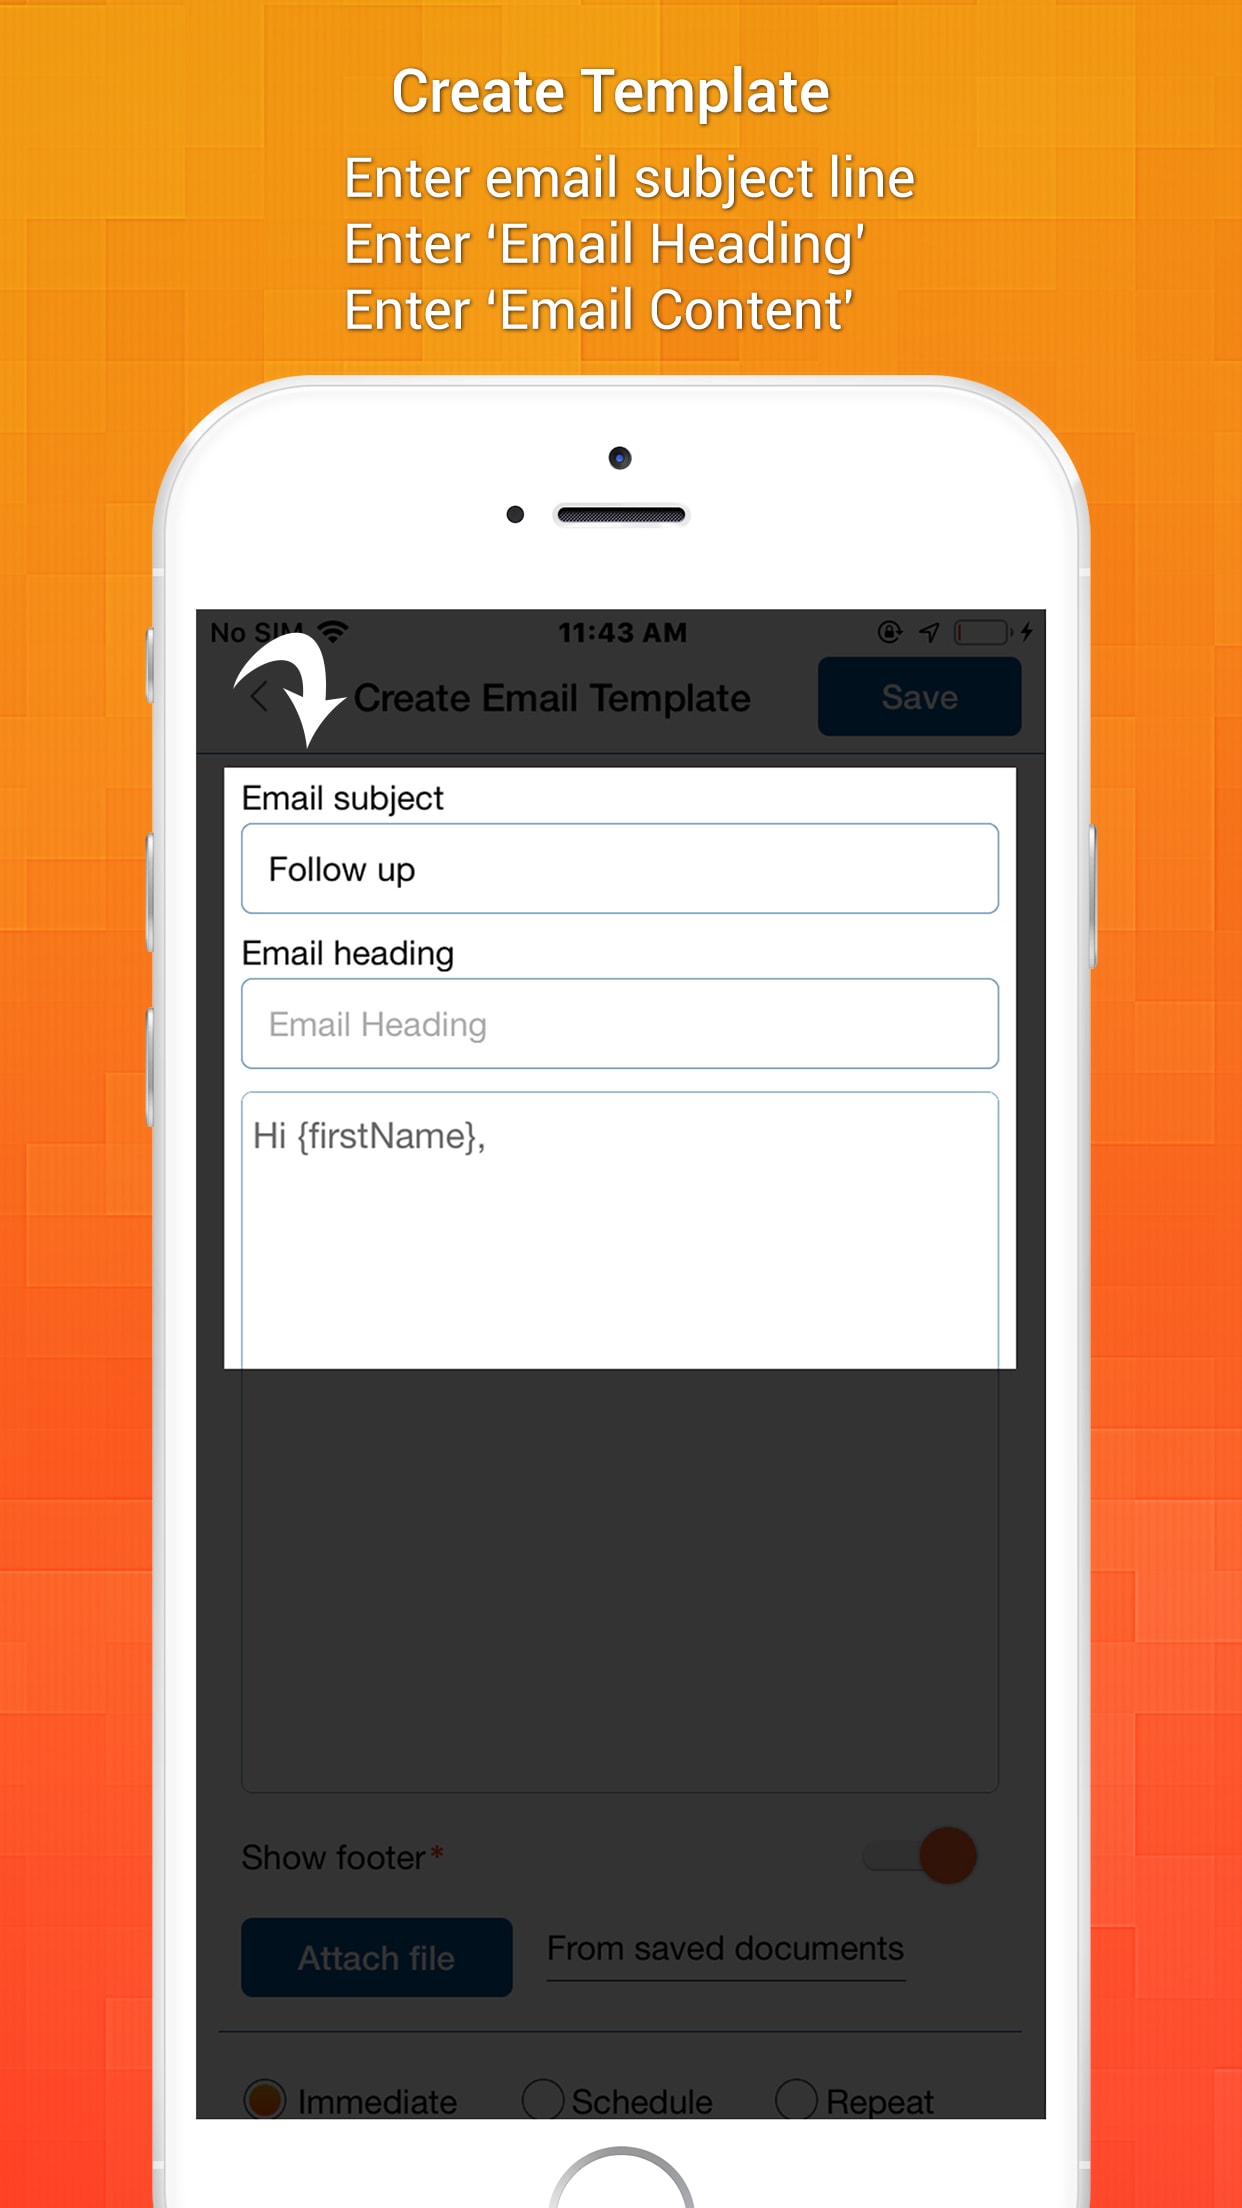 Create Template
Enter email subject line
Enter ‘Email Heading’
Enter ‘Email Content’
No SIM 11:43 AM
Create Email Template Save
Email subject
Follow up
Email heading
Email Heading
Hi {firstName},
Show footer*
Attach file From saved documents
Immediate Schedule Repeat